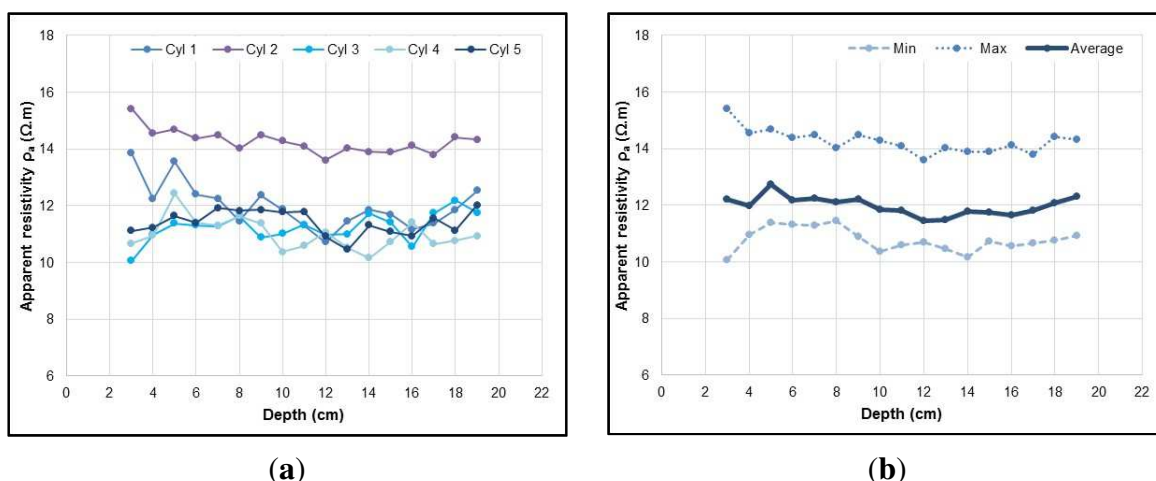 18
16
14
12
10
8
6
Apparent resistivity ρa (Ω.m)
Cyl 1 Cyl 2 Cyl 3 Cyl 4 Cyl 5
0 2 4 6 8 10 12 14 16 18 20 22
Depth (cm)
(a)
18
16
14
12
10
8
6
Apparent resistivity ρa (Ω.m)
Min Max Average
0 2 4 6 8 10 12 14 16 18 20 22
Depth (cm)
(b)